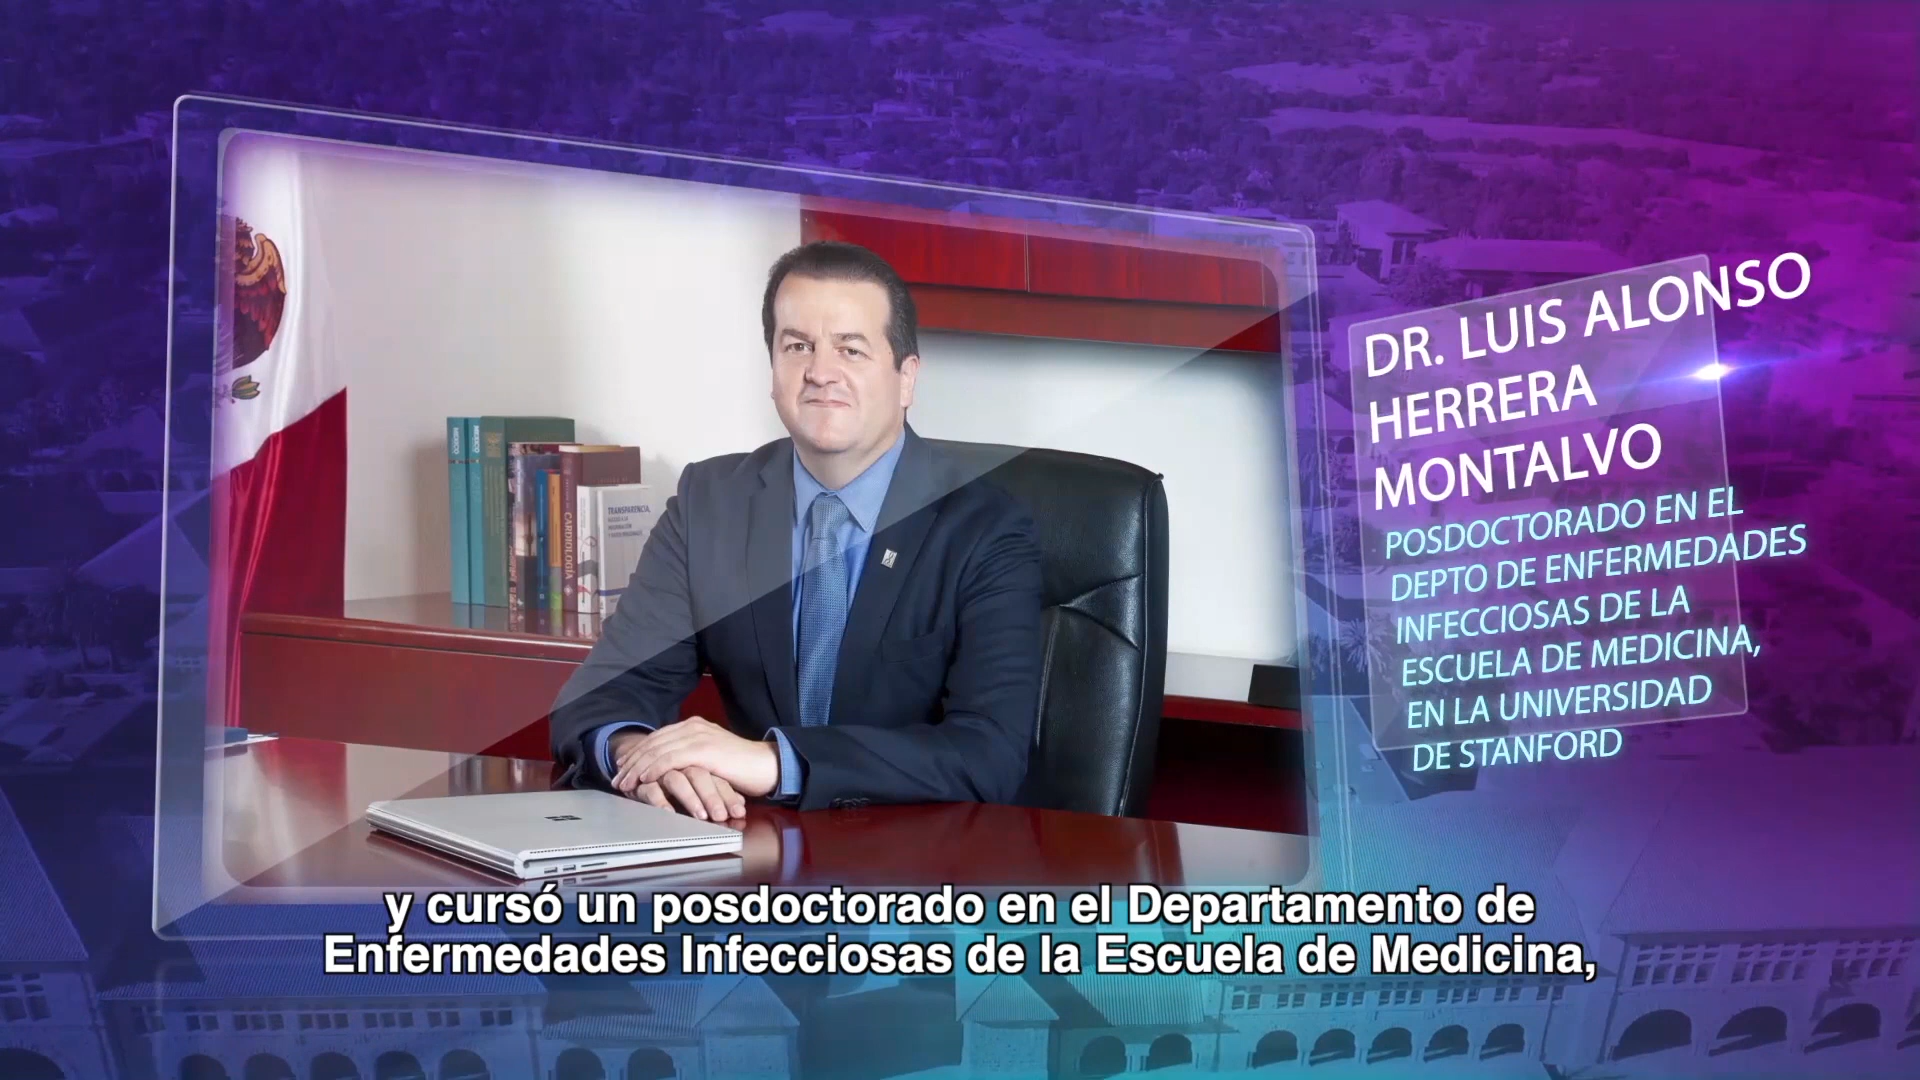 DR. LUIS ALONSO
HERRERA
MONTALVO
POSDOCTORADO EN EL
DEPTO DE ENFERMEDADES
INFECCIOSAS DE LA
ESCUELA DE MEDICINA,
EN LA UNIVERSIDAD
DE STANFORD
MÉXICO
MÉXICO
CARDIOLOGÍA
TRANSPARENCIA,
y cursó un posdoctorado en el Departamento de
Enfermedades Infecciosas de la Escuela de Medicina,